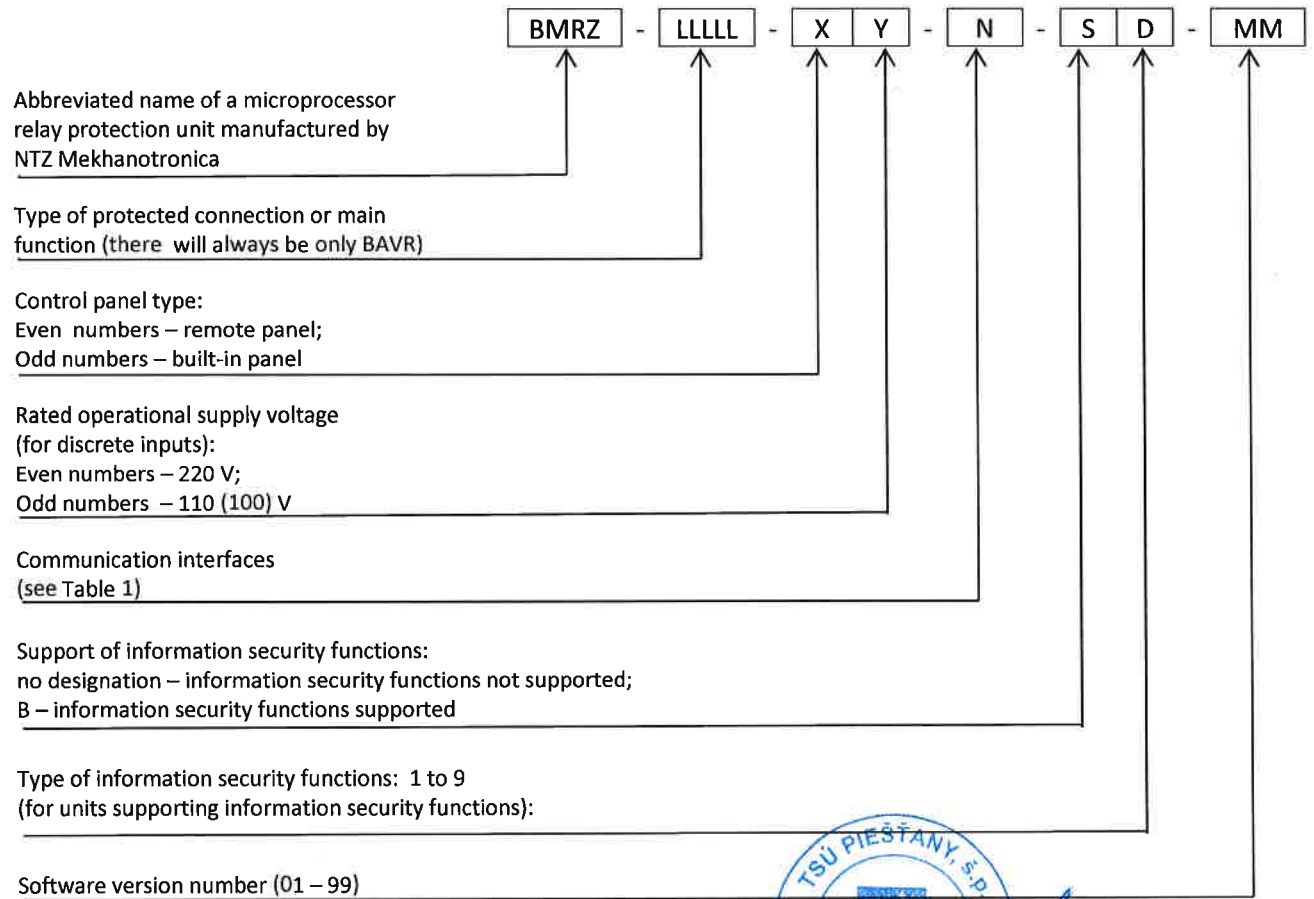 BMRZ - LLLLL - X Y - N - S D - MM
Abbreviated name of a microprocessor
relay protection unit manufactured by
NTZ Mekhanotronica
Type of protected connection or main
function (there will always be only BAVR)
Control panel type:
Even numbers – remote panel;
Odd numbers – built-in panel
Rated operational supply voltage
(for discrete inputs):
Even numbers – 220 V;
Odd numbers – 110 (100) V
Communication interfaces
(see Table 1)
Support of information security functions:
no designation – information security functions not supported;
B – information security functions supported
Type of information security functions: 1 to 9
(for units supporting information security functions):
TSÚ PIEŠŤANY, š.p.
Software version number (01 – 99)